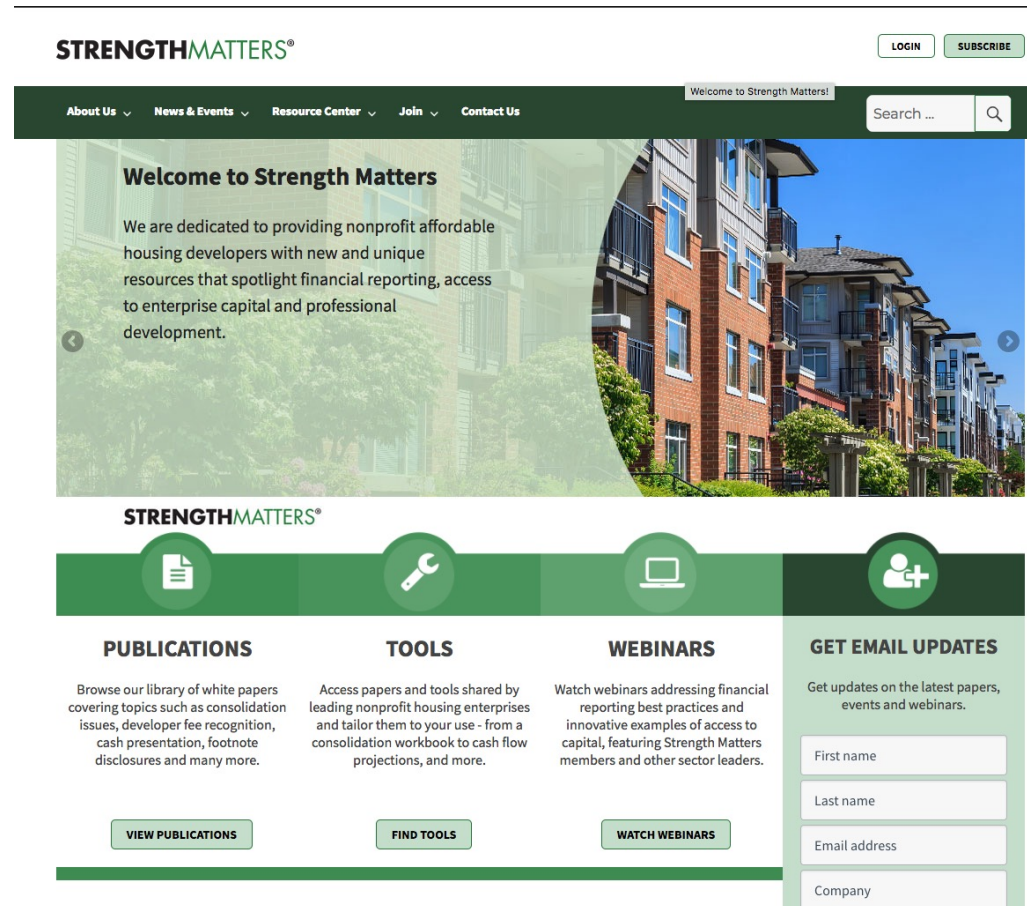 STRENGTHMATTERS®
LOGIN
SUBSCRIBE
Welcome to Strength Matters!
About Us
News & Events
Resource Center
Join
Contact Us
Search ...
Welcome to Strength Matters
We are dedicated to providing nonprofit affordable
housing developers with new and unique
resources that spotlight financial reporting, access
to enterprise capital and professional
development.
STRENGTHMATTERS®
PUBLICATIONS
Browse our library of white papers
covering topics such as consolidation
issues, developer fee recognition,
cash presentation, footnote
disclosures and many more.
VIEW PUBLICATIONS
TOOLS
Access papers and tools shared by
leading nonprofit housing enterprises
and tailor them to your use - from a
consolidation workbook to cash flow
projections, and more.
FIND TOOLS
WEBINARS
Watch webinars addressing financial
reporting best practices and
innovative examples of access to
capital, featuring Strength Matters
members and other sector leaders.
WATCH WEBINARS
GET EMAIL UPDATES
Get updates on the latest papers,
events and webinars.
First name
Last name
Email address
Company